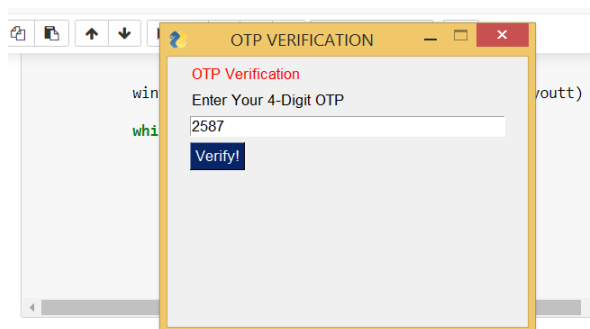 OTP VERIFICATION
OTP Verification
win
youtt)
Enter Your 4-Digit OTP
whi
2587
Verify!